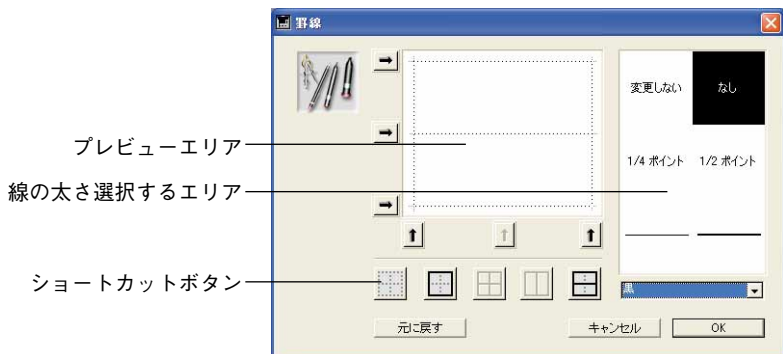 罫線
変更しない なし
プレビューエリア
1/4 ポイント 1/2 ポイント
線の太さ選択するエリア
ショートカットボタン
黒
元に戻す キャンセル OK